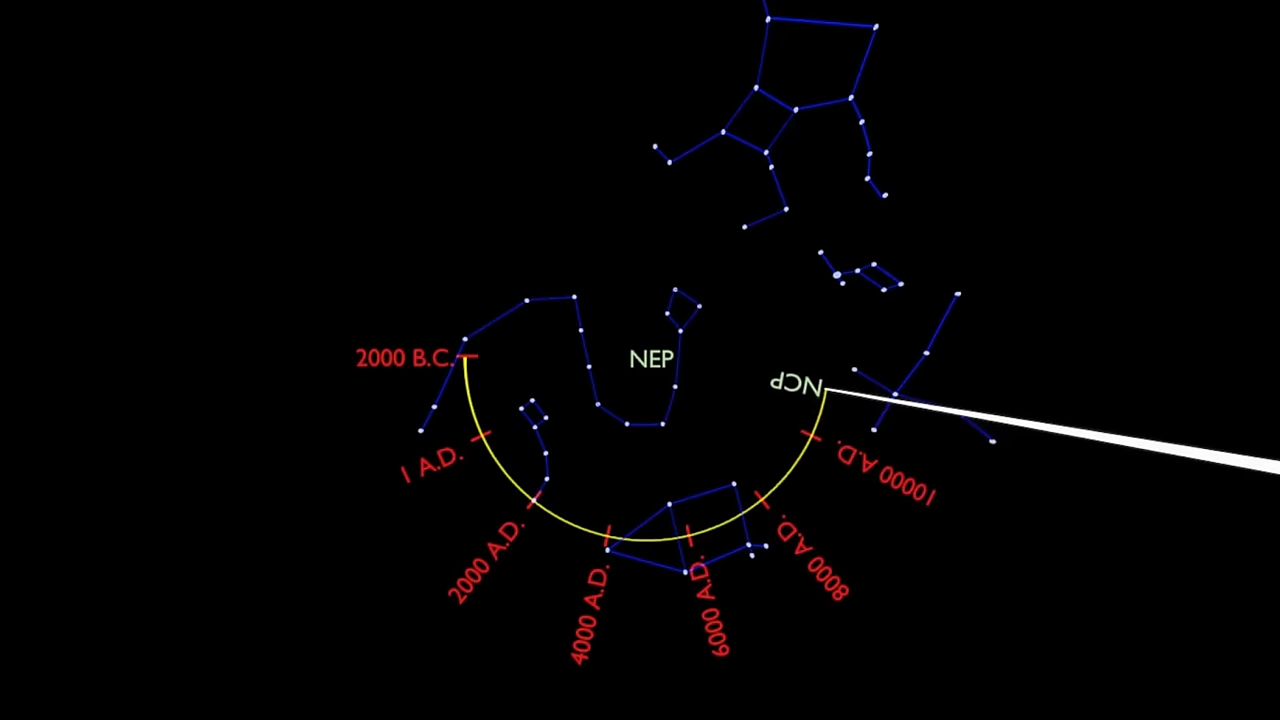 NEP
2000 B.C.
NCP
1 A.D.
10000 A.D.
2000 A.D.
8000 A.D.
4000 A.D.
6000 A.D.